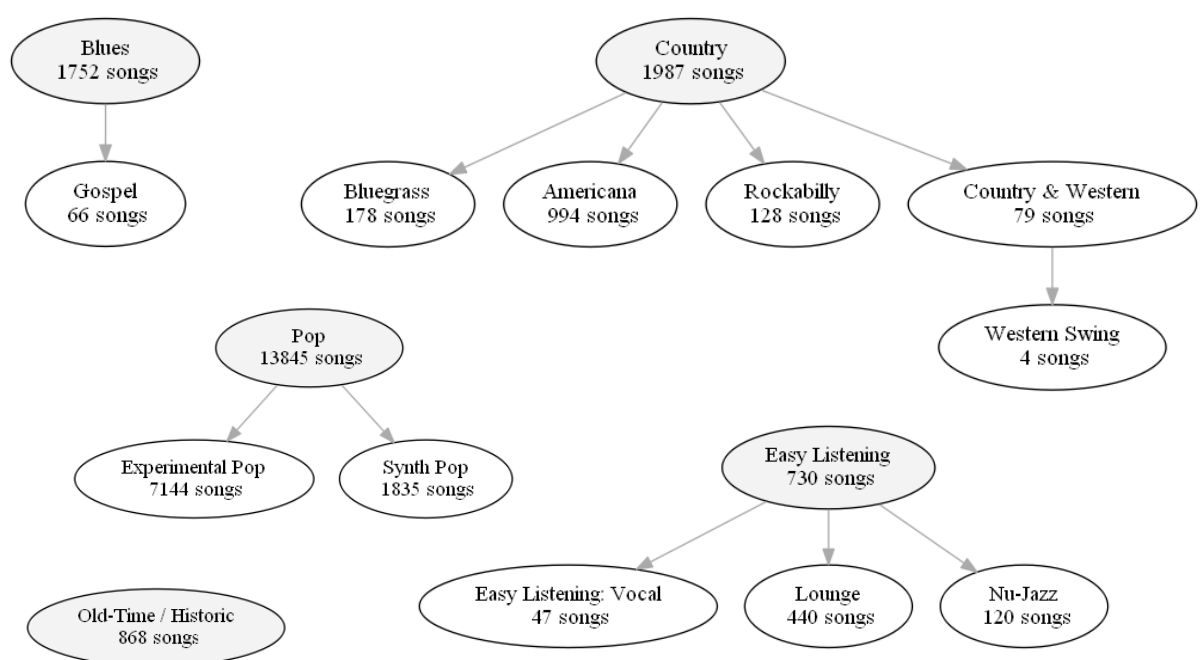 Blues
1752 songs
Country
1987 songs
Gospel
66 songs
Bluegrass
178 songs
Americana
994 songs
Rockabilly
128 songs
Country & Western
79 songs
Western Swing
4 songs
Pop
13845 songs
Experimental Pop
7144 songs
Synth Pop
1835 songs
Easy Listening
730 songs
Easy Listening: Vocal
47 songs
Lounge
440 songs
Nu-Jazz
120 songs
Old-Time / Historic
868 songs